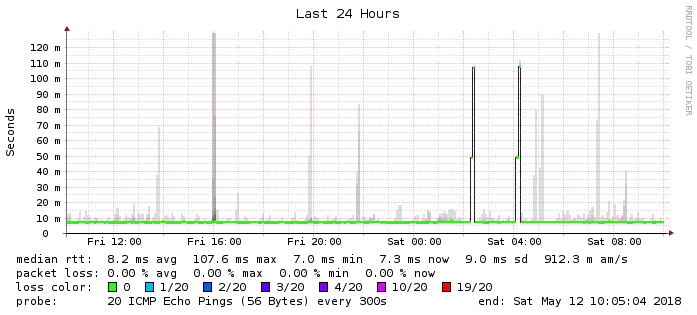 Last 24 Hours
RRDTOOL / TOBI OETIKER
Seconds
120 m
110 m
100 m
90 m
80 m
70 m
60 m
50 m
40 m
30 m
20 m
10 m
0
Fri 12:00 Fri 16:00 Fri 20:00 Sat 00:00 Sat 04:00 Sat 08:00
median rtt: 8.2 ms avg 107.6 ms max 7.0 ms min 7.3 ms now 9.0 ms sd 912.3 m am/s
packet loss: 0.00 % avg 0.00 % max 0.00 % min 0.00 % now
loss color: 0 1/20 2/20 3/20 4/20 10/20 19/20
probe: 20 ICMP Echo Pings (56 Bytes) every 300s end: Sat May 12 10:05:04 2018